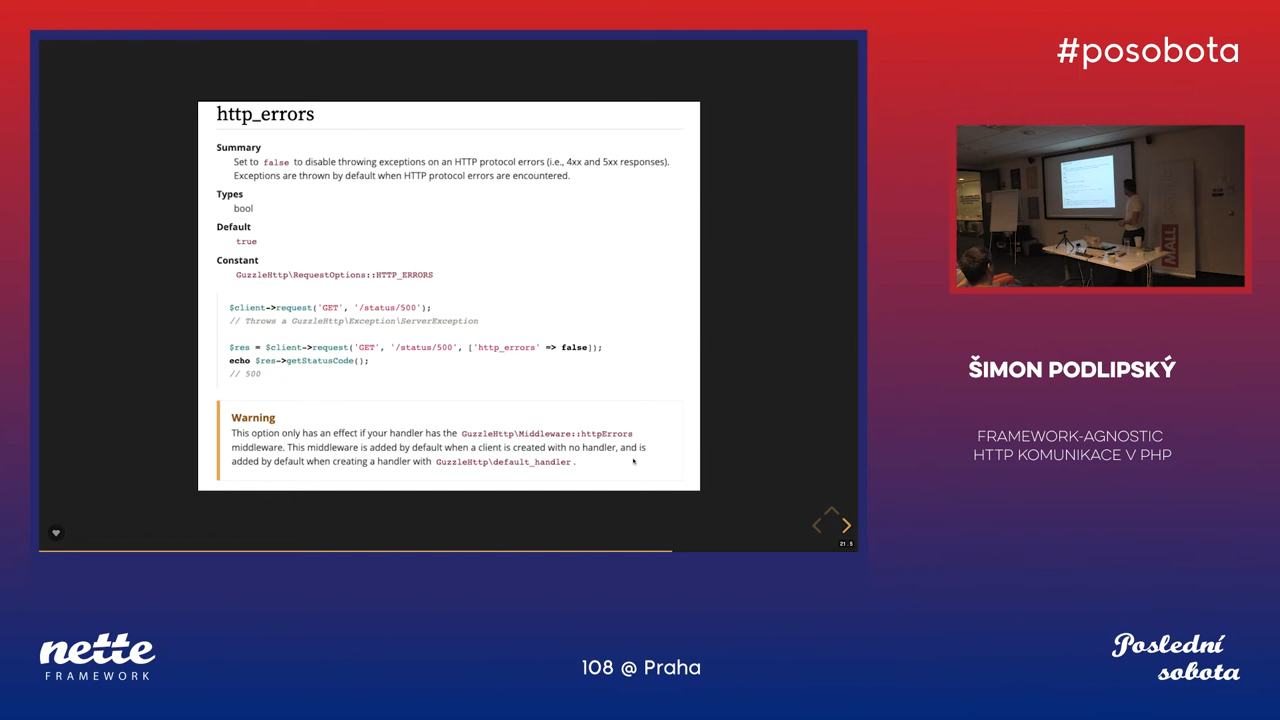 #posobota
http_errors
Summary
Set to false to disable throwing exceptions on an HTTP protocol errors (i.e., 4xx and 5xx responses).
Exceptions are thrown by default when HTTP protocol errors are encountered.
Types
bool
Default
true
Constant
GuzzleHttp\RequestOptions::HTTP_ERRORS
$client->request('GET', '/status/500');
// Throws a GuzzleHttp\Exception\ServerException
$res = $client->request('GET', '/status/500', ['http_errors' => false]);
echo $res->getStatusCode();
// 500
Warning
This option only has an effect if your handler has the GuzzleHttp\Middleware::httpErrors
middleware. This middleware is added by default when a client is created with no handler, and is
added by default when creating a handler with GuzzleHttp\default_handler.
21.5
MALL
ŠIMON PODLIPSKÝ
FRAMEWORK-AGNOSTIC
HTTP KOMUNIKACE V PHP
nette
FRAMEWORK
108 @ Praha
Poslední
sobota